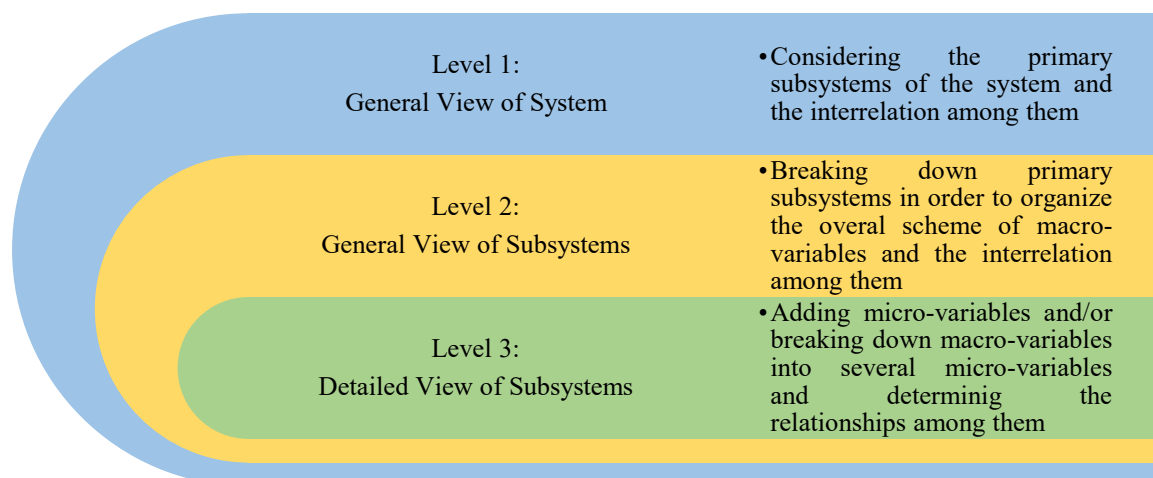 Level 1:
General View of System
•Considering the primary
subsystems of the system and
the interrelation among them
Level 2:
General View of Subsystems
•Breaking down primary
subsystems in order to organize
the overal scheme of macro-
variables and the interrelation
among them
Level 3:
Detailed View of Subsystems
•Adding micro-variables and/or
breaking down macro-variables
into several micro-variables
and determinig the
relationships among them